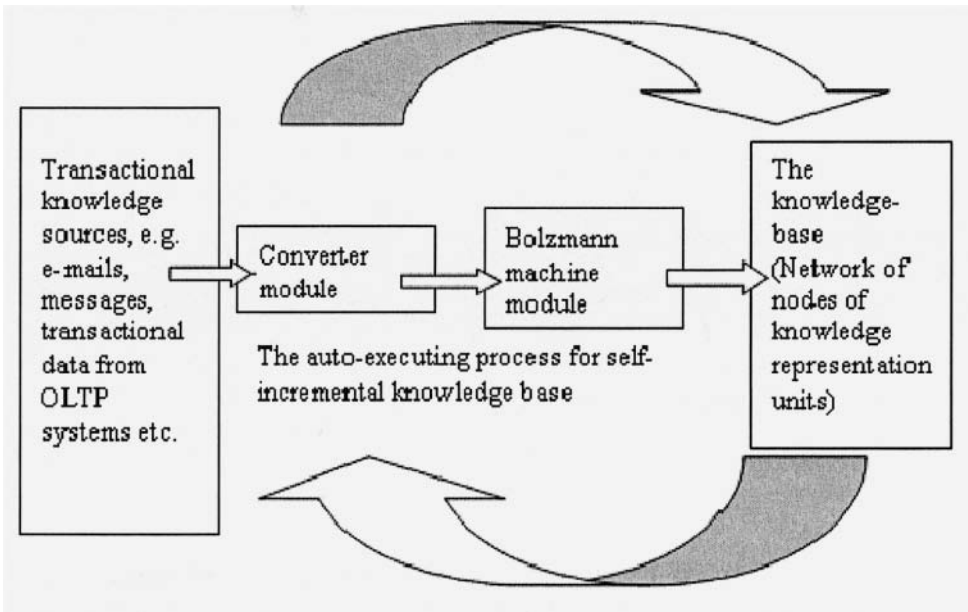 Transactional
knowledge
sources, e.g.
e-mails,
messages,
transactional
data from
OLTP
systems etc.
Converter
module
Bolzmann
machine
module
The
knowledge-
base
(Network of
nodes of
knowledge
representation
units)
The auto-executing process for self-
incremental knowledge base